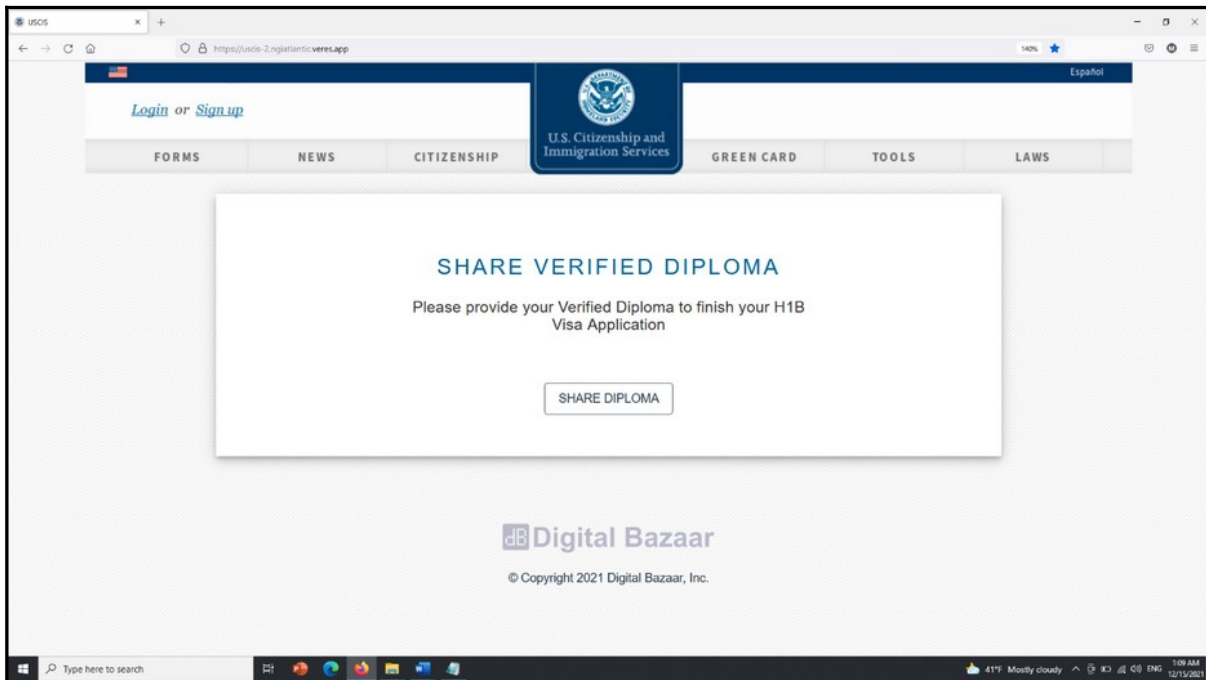 USCIS
https://uscis-2.ngiatlantic.veres.app
140%
Español
Login or Sign up
U.S. Citizenship and
Immigration Services
FORMS NEWS CITIZENSHIP GREEN CARD TOOLS LAWS
SHARE VERIFIED DIPLOMA
Please provide your Verified Diploma to finish your H1B
Visa Application
SHARE DIPLOMA
dB Digital Bazaar
© Copyright 2021 Digital Bazaar, Inc.
Type here to search
41°F Mostly cloudy
ENG
1:09 AM
12/15/2021